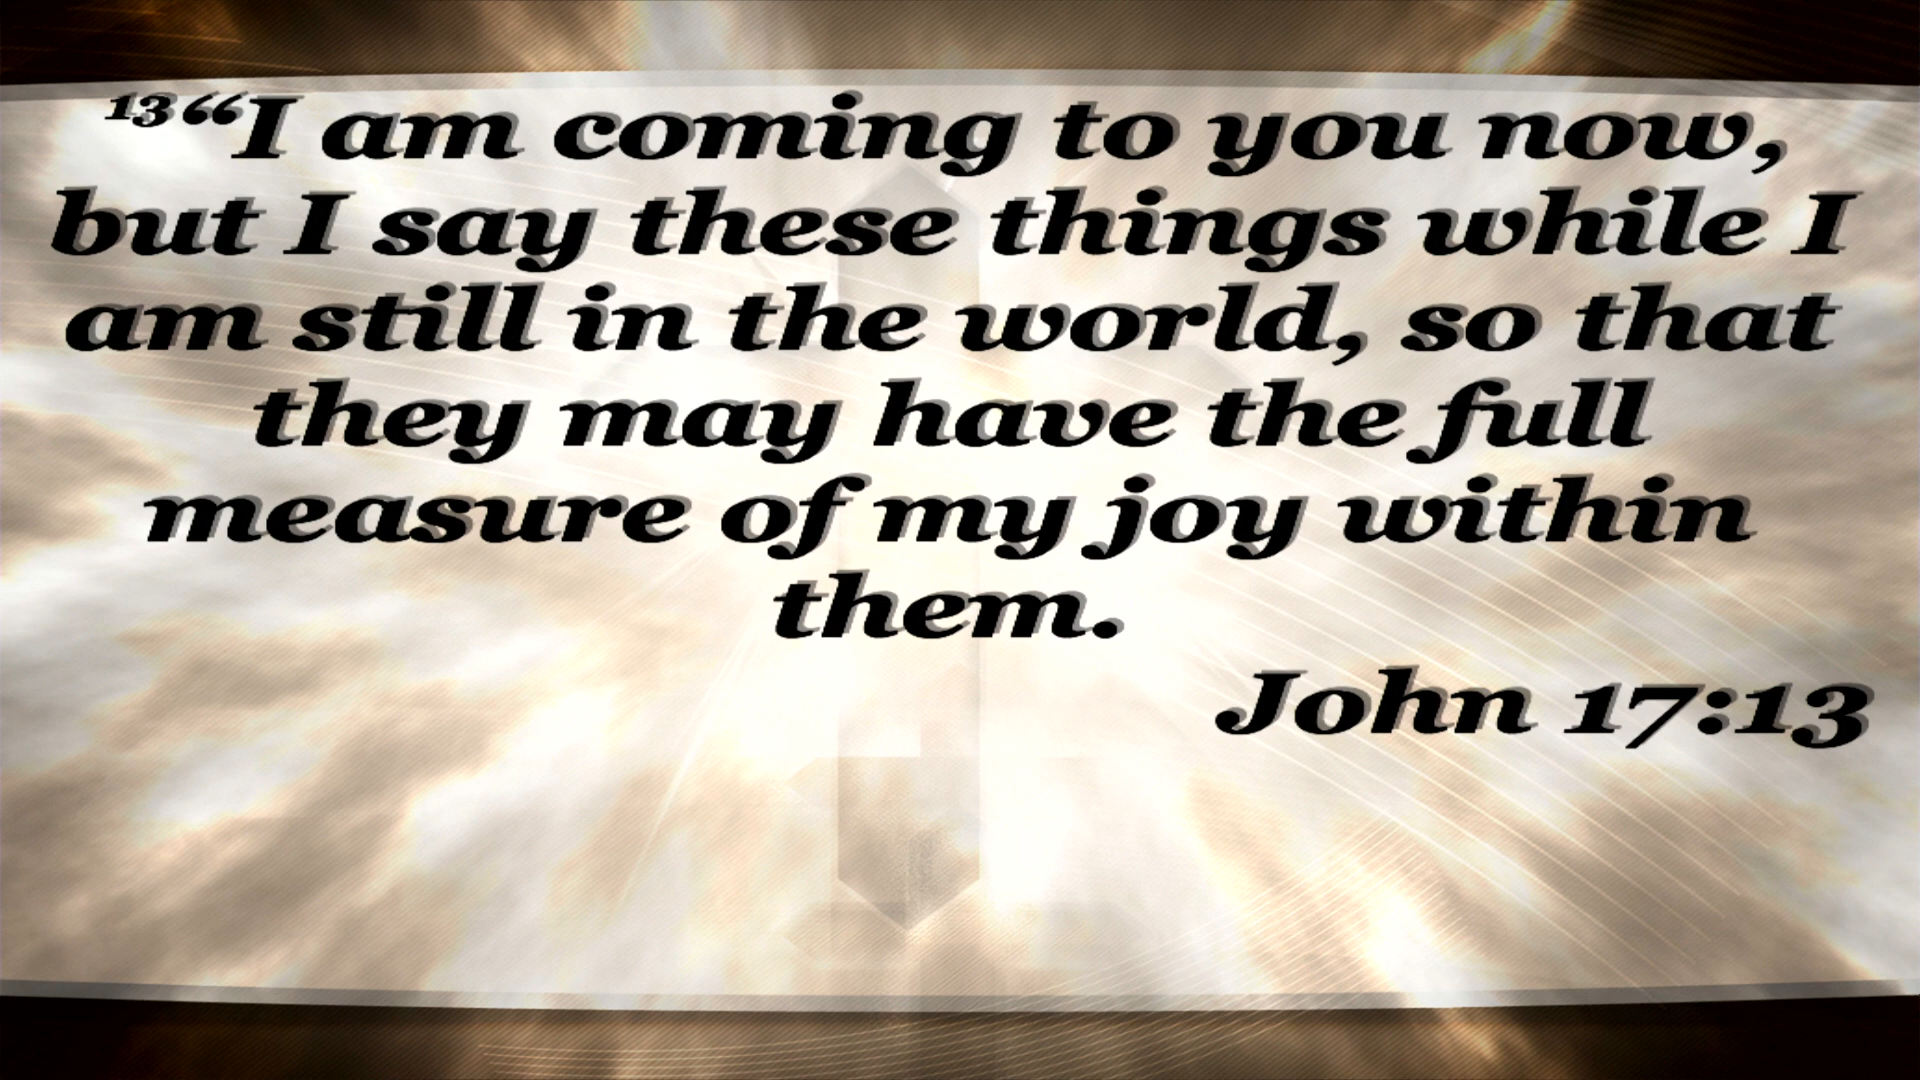 ¹³“I am coming to you now,
but I say these things while I
am still in the world, so that
they may have the full
measure of my joy within
them.
John 17:13